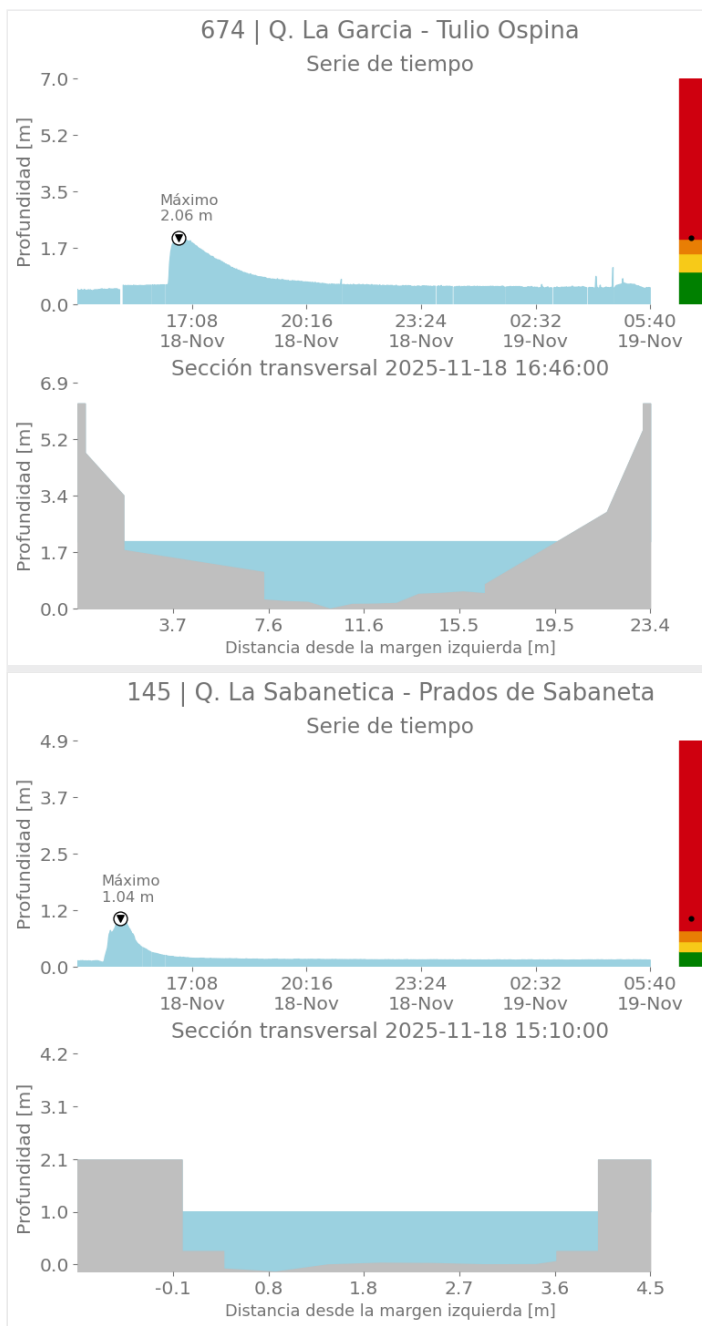 674 | Q. La Garcia - Tulio Ospina
Serie de tiempo
Profundidad [m]
7.0
5.2
3.5
1.7
0.0
Máximo
2.06 m
17:08 20:16 23:24 02:32 05:40
18-Nov 18-Nov 18-Nov 19-Nov 19-Nov
Sección transversal 2025-11-18 16:46:00
Profundidad [m]
6.9
5.2
3.4
1.7
0.0
3.7 7.6 11.6 15.5 19.5 23.4
Distancia desde la margen izquierda [m]
145 | Q. La Sabanetica - Prados de Sabaneta
Serie de tiempo
Profundidad [m]
4.9
3.7
2.5
1.2
0.0
Máximo
1.04 m
17:08 20:16 23:24 02:32 05:40
18-Nov 18-Nov 18-Nov 19-Nov 19-Nov
Sección transversal 2025-11-18 15:10:00
Profundidad [m]
4.2
3.1
2.1
1.0
0.0
-0.1 0.8 1.8 2.7 3.6 4.5
Distancia desde la margen izquierda [m]